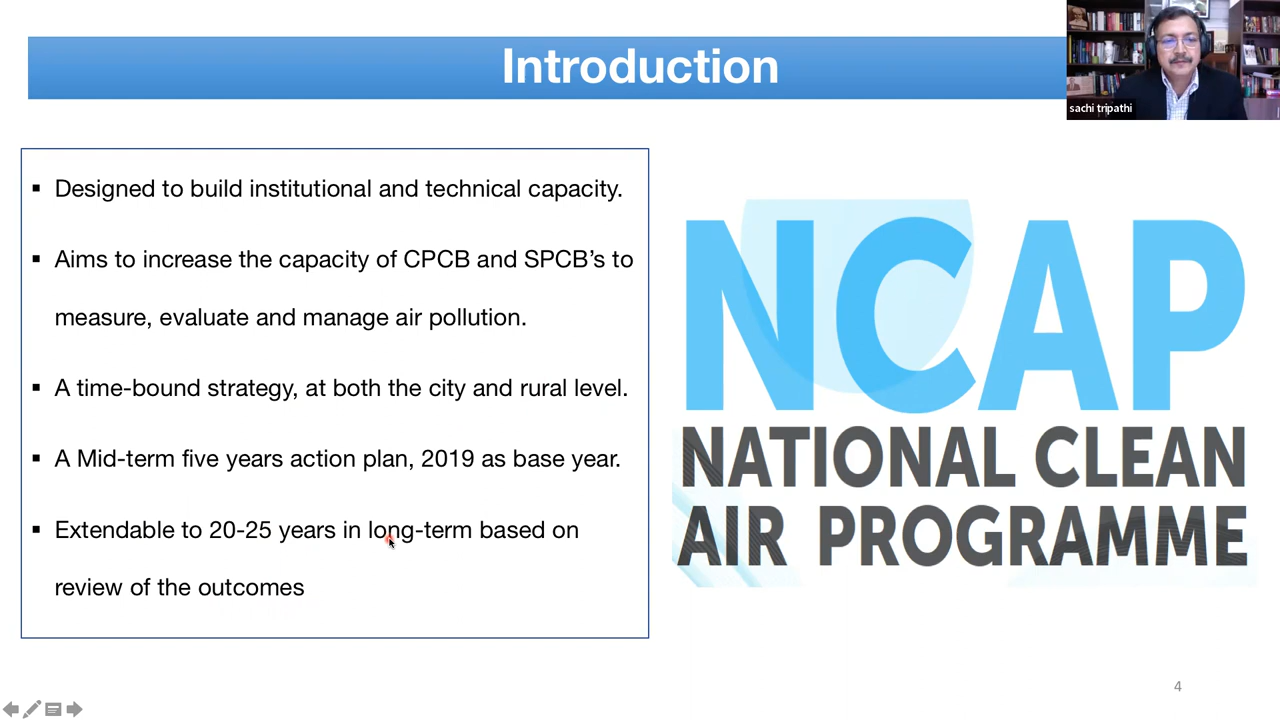 Introduction
sachi tripathi
▪ Designed to build institutional and technical capacity.
▪ Aims to increase the capacity of CPCB and SPCB’s to
measure, evaluate and manage air pollution.
▪ A time-bound strategy, at both the city and rural level.
▪ A Mid-term five years action plan, 2019 as base year.
▪ Extendable to 20-25 years in long-term based on
review of the outcomes
NCAP
NATIONAL CLEAN
AIR PROGRAMME
4